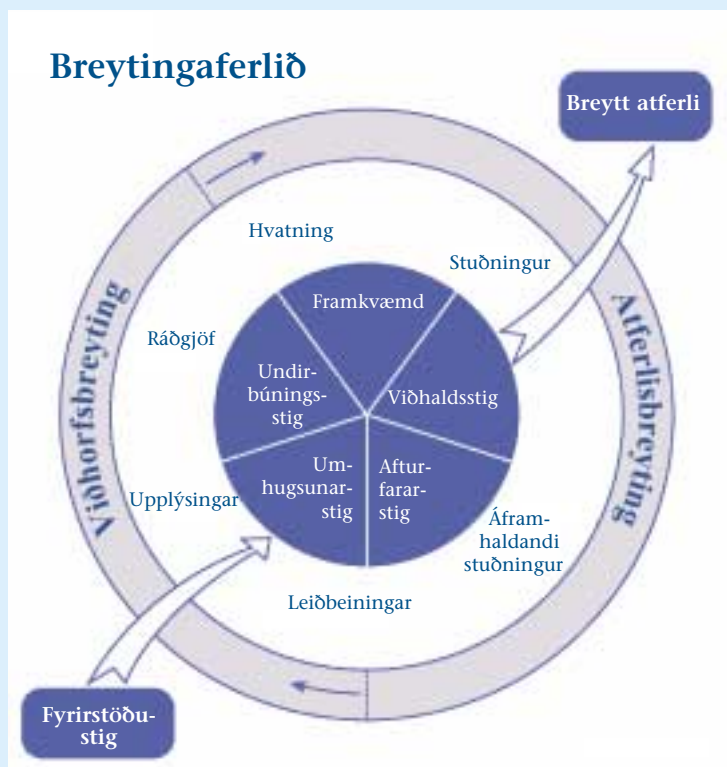 Breytingaferlið
Breytt atferli
Hvatning
Stuðningur
Framkvæmd
Viðhorfsbreyting
Atferlisbreyting
Ráðgjöf
Undir-
búnings-
stig
Viðhaldsstig
Um-
hugsunar-
stig
Aftur-
farar-
stig
Upplýsingar
Áfram-
haldandi
stuðningur
Leiðbeiningar
Fyrirstöðu-
stig